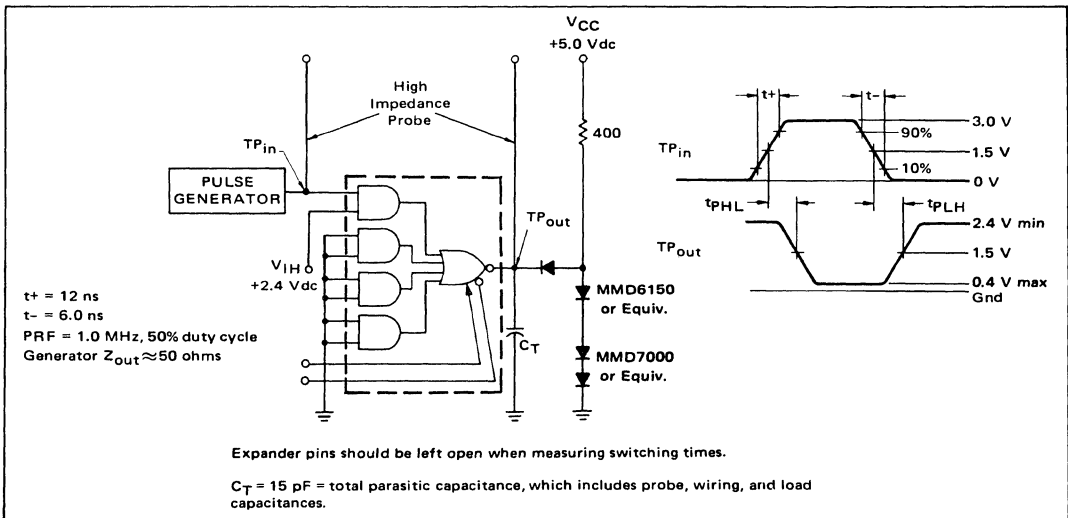 VCC
+5.0 Vdc
High
Impedance
Probe
400
TPin
PULSE
GENERATOR
TPout
VIH
+2.4 Vdc
MMD6150
or Equiv.
CT
MMD7000
or Equiv.
t+ = 12 ns
t− = 6.0 ns
PRF = 1.0 MHz, 50% duty cycle
Generator Zout ≈50 ohms
t+
t−
3.0 V
90%
TPin
1.5 V
10%
0 V
tPHL
tPLH
2.4 V min
TPout
1.5 V
0.4 V max
Gnd
Expander pins should be left open when measuring switching times.
CT = 15 pF = total parasitic capacitance, which includes probe, wiring, and load
capacitances.